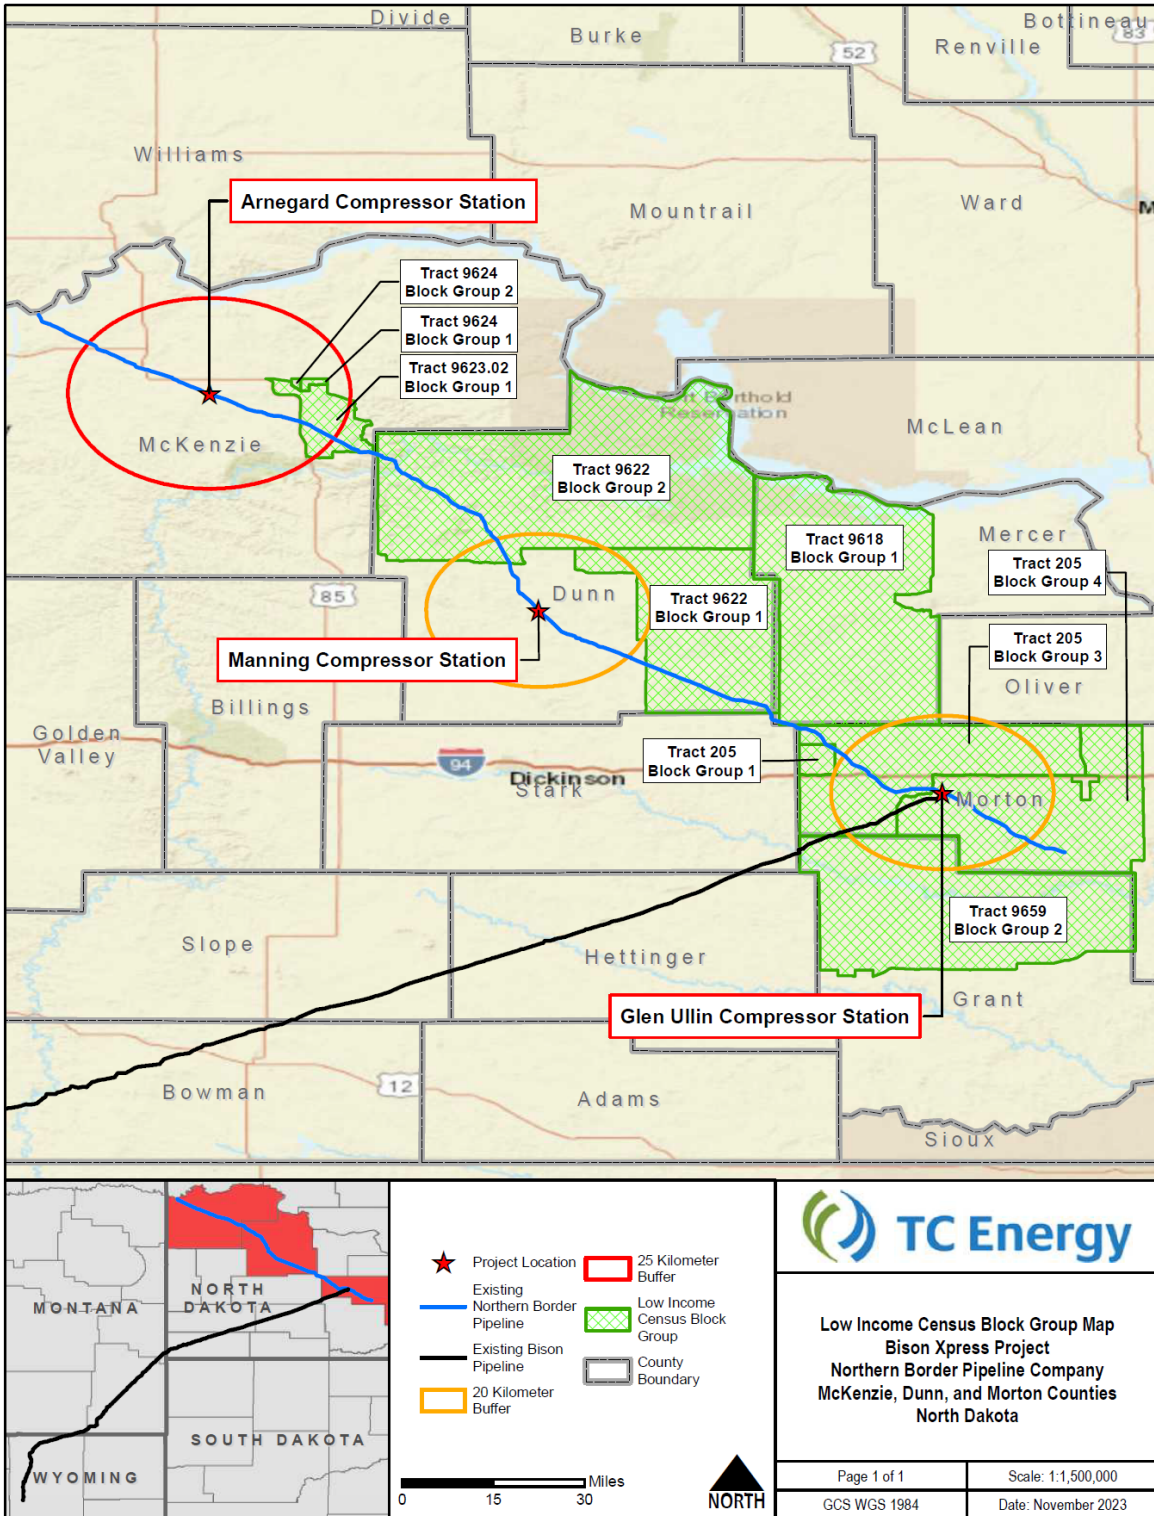 Divide
Burke
Bottineau
83
Renville
52
Williams
Arnegard Compressor Station
Mountrail
Ward
M
Tract 9624
Block Group 2
Tract 9624
Block Group 1
Tract 9623.02
Block Group 1
Berthold
Reservation
McKenzie
McLean
Tract 9622
Block Group 2
Tract 9618
Block Group 1
Mercer
Tract 205
Block Group 4
85
Dunn
Tract 9622
Block Group 1
Manning Compressor Station
Tract 205
Block Group 3
Oliver
Billings
Golden
Valley
94
Dickinson
Stark
Tract 205
Block Group 1
Morton
Tract 9659
Block Group 2
Slope
Hettinger
Grant
Glen Ullin Compressor Station
Bowman
12
Adams
Sioux
MONTANA
NORTH
DAKOTA
SOUTH DAKOTA
WYOMING
Project Location
Existing
Northern Border
Pipeline
Existing Bison
Pipeline
20 Kilometer
Buffer
25 Kilometer
Buffer
Low Income
Census Block
Group
County
Boundary
Miles
0 15 30
NORTH
TC Energy
Low Income Census Block Group Map
Bison Xpress Project
Northern Border Pipeline Company
McKenzie, Dunn, and Morton Counties
North Dakota
Page 1 of 1
Scale: 1:1,500,000
GCS WGS 1984
Date: November 2023